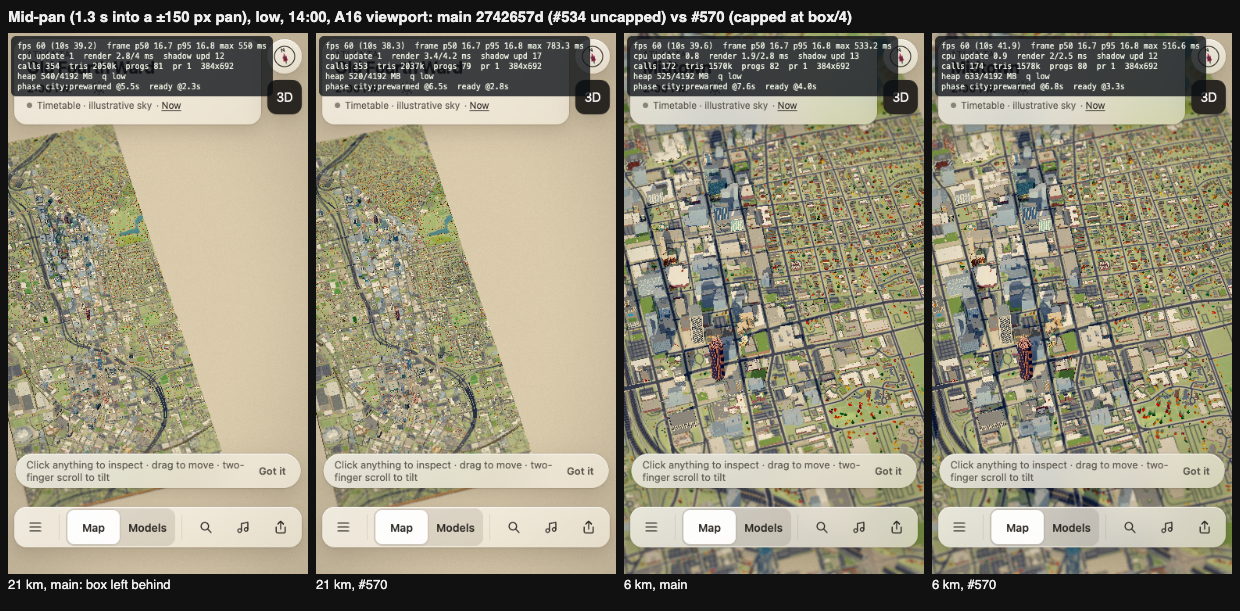 Mid-pan (1.3 s into a ±150 px pan), low, 14:00, A16 viewport: main 2742657d (#534 uncapped) vs #570 (capped at box/4)
fps 60 (10s 39.2) frame p50 16.7 p95 16.8 max 550 ms
cpu update 1 render 2.8/4 ms shadow upd 12
calls 354 tris 2050k progs 81 pr 1 384x692
heap 540/4192 MB q low
phase city:prewarmed @5.5s ready @2.3s
3D
Timetable · illustrative sky · Now
Click anything to inspect · drag to move · two-
finger scroll to tilt
Got it
Map
Models
21 km, main: box left behind
fps 60 (10s 38.3) frame p50 16.7 p95 16.8 max 783.3 ms
cpu update 1 render 3.4/4.2 ms shadow upd 17
calls 353 tris 2037k progs 79 pr 1 384x692
heap 520/4192 MB q low
phase city:prewarmed @6.5s ready @2.8s
3D
Timetable · illustrative sky · Now
Click anything to inspect · drag to move · two-
finger scroll to tilt
Got it
Map
Models
21 km, #570
fps 60 (10s 39.6) frame p50 16.7 p95 16.8 max 533.2 ms
cpu update 0.8 render 1.9/2.8 ms shadow upd 13
calls 172 tris 1570k progs 82 pr 1 384x692
heap 525/4192 MB q low
phase city:prewarmed @7.6s ready @4.0s
3D
Timetable · illustrative sky · Now
Click anything to inspect · drag to move · two-
finger scroll to tilt
Got it
Map
Models
6 km, main
fps 60 (10s 41.9) frame p50 16.7 p95 16.8 max 516.6 ms
cpu update 0.9 render 2/2.5 ms shadow upd 12
calls 174 tris 1578k progs 80 pr 1 384x692
heap 633/4192 MB q low
phase city:prewarmed @6.8s ready @3.3s
3D
Timetable · illustrative sky · Now
Click anything to inspect · drag to move · two-
finger scroll to tilt
Got it
Map
Models
6 km, #570